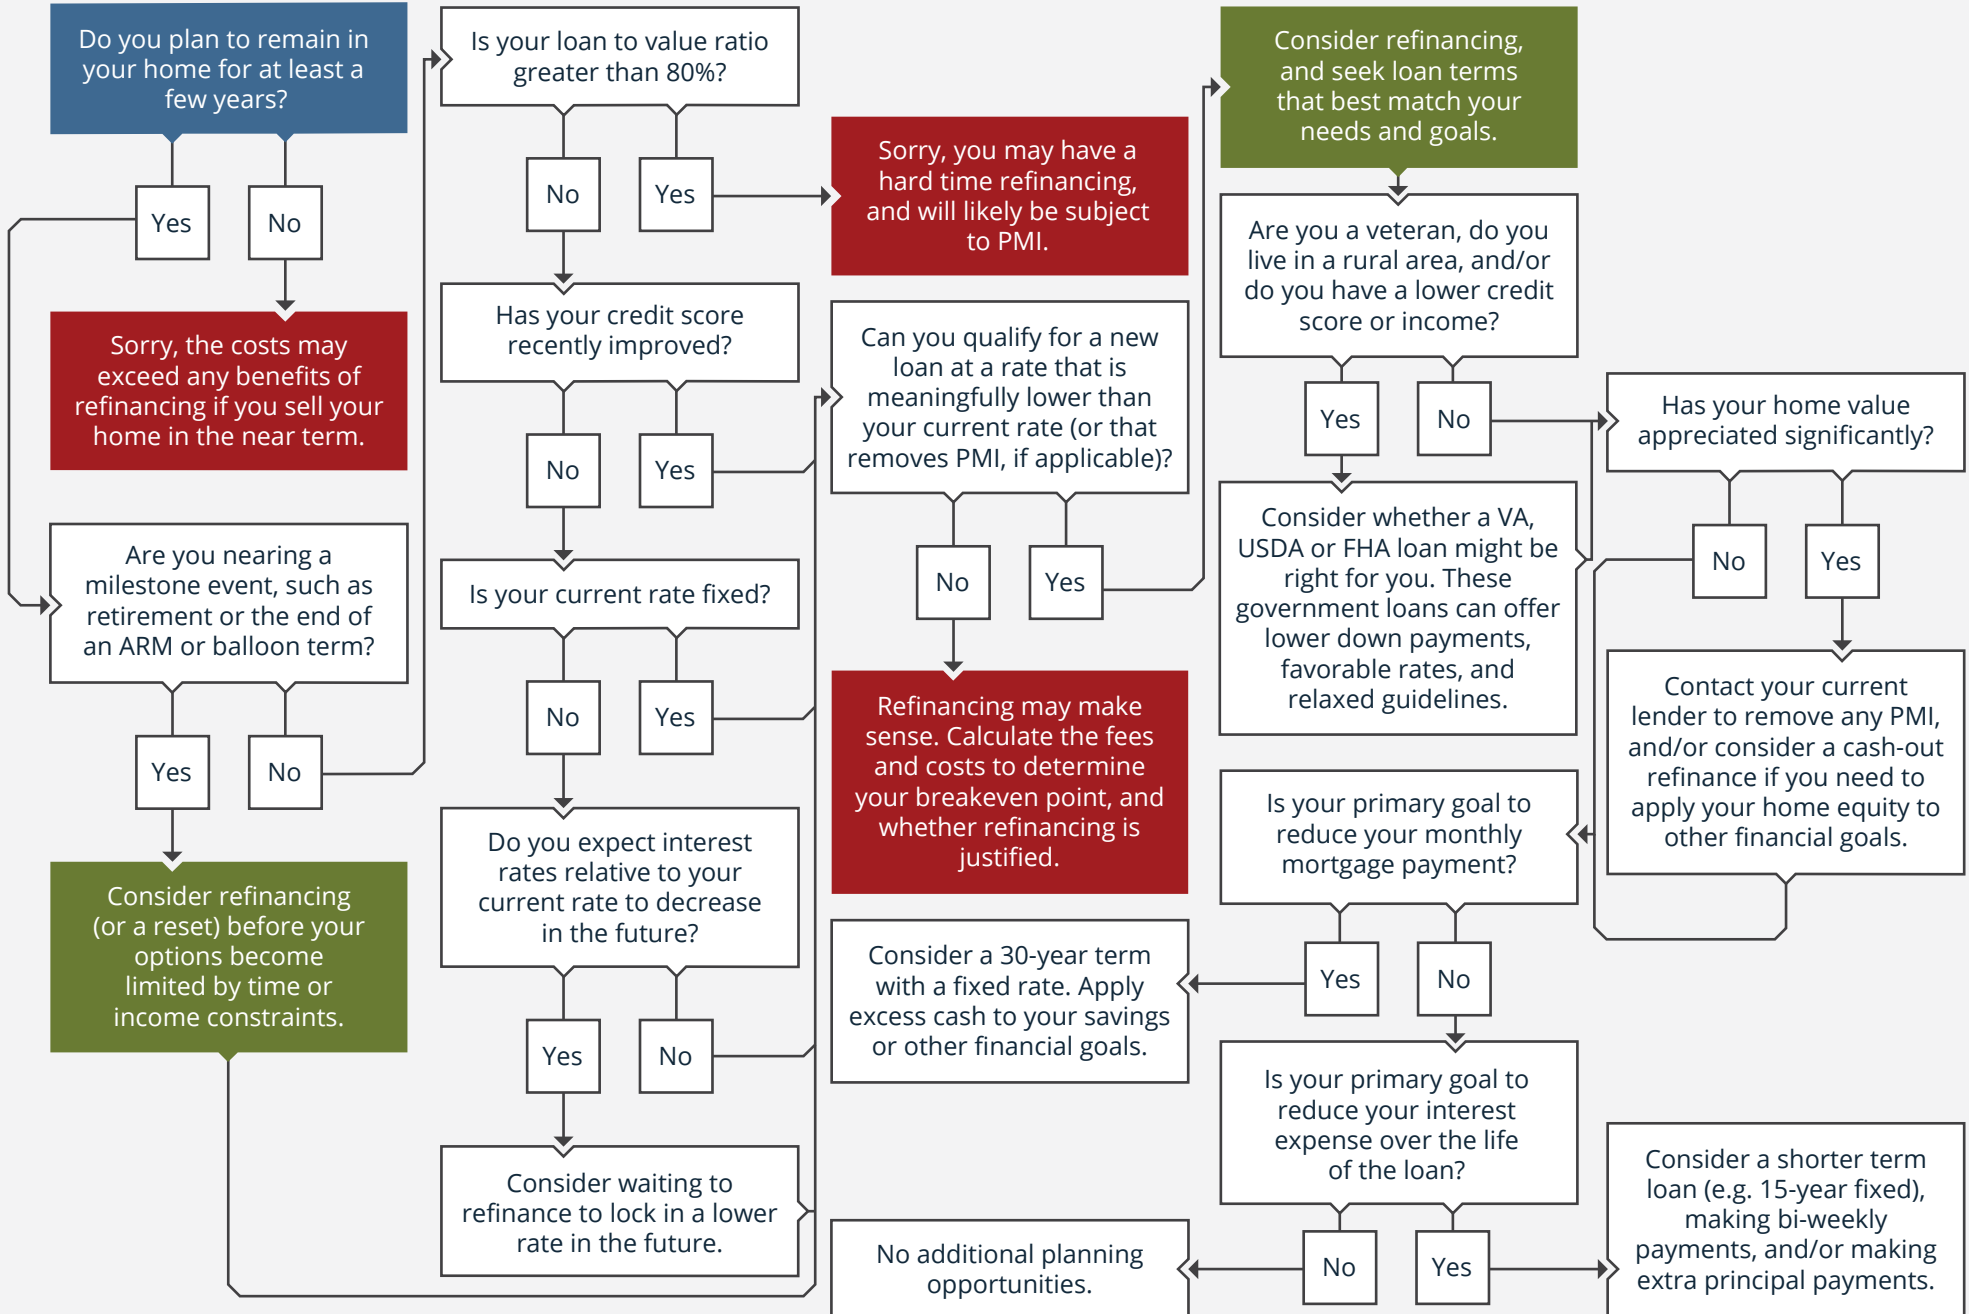 Do you plan to remain in
your home for at least a
few years?
Yes
No
Sorry, the costs may
exceed any benefits of
refinancing if you sell your
home in the near term.
Are you nearing a
milestone event, such as
retirement or the end of
an ARM or balloon term?
Yes
No
Consider refinancing
(or a reset) before your
options become
limited by time or
income constraints.
Is your loan to value ratio
greater than 80%?
No
Yes
Sorry, you may have a
hard time refinancing,
and will likely be subject
to PMI.
Has your credit score
recently improved?
No
Yes
Is your current rate fixed?
No
Yes
Do you expect interest
rates relative to your
current rate to decrease
in the future?
Yes
No
Consider waiting to
refinance to lock in a lower
rate in the future.
Can you qualify for a new
loan at a rate that is
meaningfully lower than
your current rate (or that
removes PMI, if applicable)?
No
Yes
Refinancing may make
sense. Calculate the fees
and costs to determine
your breakeven point, and
whether refinancing is
justified.
Consider refinancing,
and seek loan terms
that best match your
needs and goals.
Are you a veteran, do you
live in a rural area, and/or
do you have a lower credit
score or income?
Yes
No
Consider whether a VA,
USDA or FHA loan might be
right for you. These
government loans can offer
lower down payments,
favorable rates, and
relaxed guidelines.
Has your home value
appreciated significantly?
No
Yes
Contact your current
lender to remove any PMI,
and/or consider a cash-out
refinance if you need to
apply your home equity to
other financial goals.
Is your primary goal to
reduce your monthly
mortgage payment?
Yes
No
Consider a 30-year term
with a fixed rate. Apply
excess cash to your savings
or other financial goals.
Is your primary goal to
reduce your interest
expense over the life
of the loan?
No
Yes
No additional planning
opportunities.
Consider a shorter term
loan (e.g. 15-year fixed),
making bi-weekly
payments, and/or making
extra principal payments.